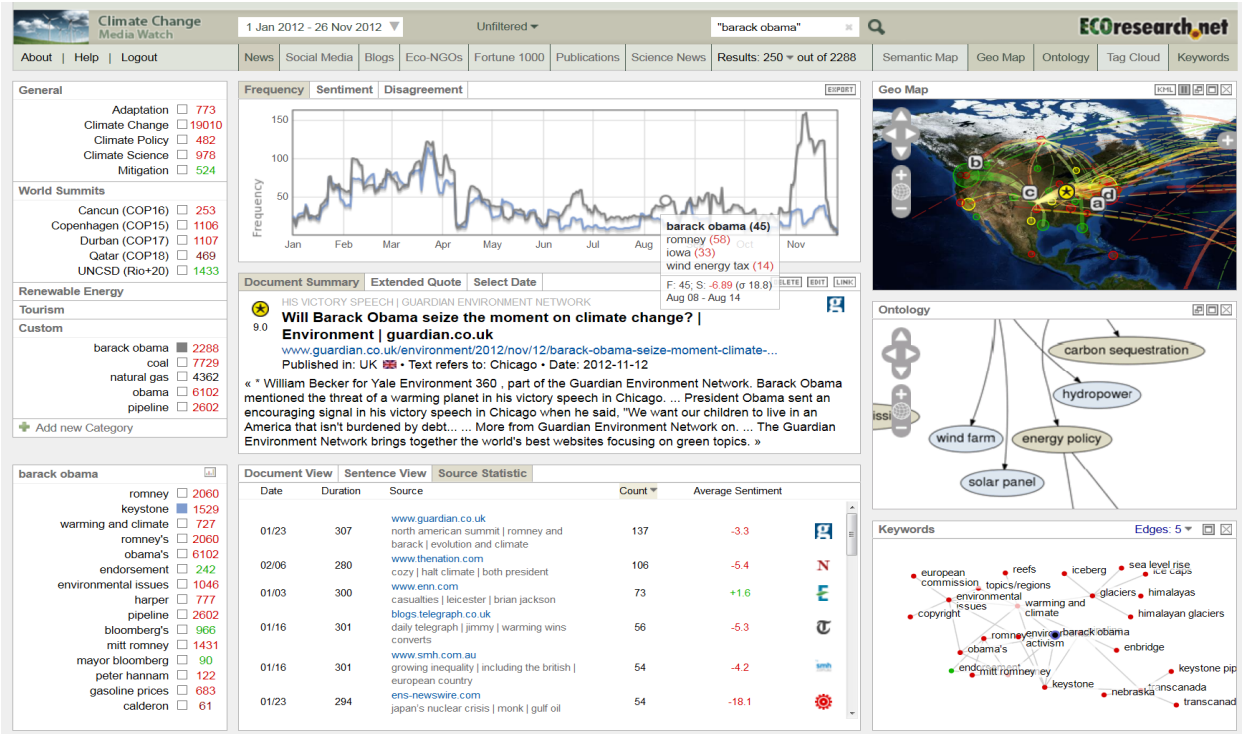 Climate Change
Media Watch
1 Jan 2012 - 26 Nov 2012
Unfiltered
"barack obama"
ECOresearch.net
About | Help | Logout
News
Social Media
Blogs
Eco-NGOs
Fortune 1000
Publications
Science News
Results: 250 out of 2288
Semantic Map
Geo Map
Ontology
Tag Cloud
Keywords
General
Adaptation 773
Climate Change 19010
Climate Policy 482
Climate Science 978
Mitigation 524
World Summits
Cancun (COP16) 253
Copenhagen (COP15) 1106
Durban (COP17) 1107
Qatar (COP18) 469
UNCSD (Rio+20) 1433
Renewable Energy
Tourism
Custom
barack obama 2288
coal 7729
natural gas 4362
obama 6102
pipeline 2602
Add new Category
barack obama
romney 2060
keystone 1529
warming and climate 727
romney's 2060
obama's 6102
endorsement 242
environmental issues 1046
harper 777
pipeline 2602
bloomberg's 966
mitt romney 1431
mayor bloomberg 90
peter hannam 122
gasoline prices 683
calderon 61
Frequency
Sentiment
Disagreement
EXPORT
Frequency
150
100
50
Jan Feb Mar Apr May Jun Jul Aug Oct Nov
barack obama (45)
romney (58)
iowa (33)
wind energy tax (14)
F: 45; S: -6.89 (σ 18.8)
Aug 08 - Aug 14
Document Summary
Extended Quote
Select Date
EDIT
LINK
HIS VICTORY SPEECH | GUARDIAN ENVIRONMENT NETWORK
9.0
Will Barack Obama seize the moment on climate change? |
Environment | guardian.co.uk
www.guardian.co.uk/environment/2012/nov/12/barack-obama-seize-moment-climate-...
Published in: UK • Text refers to: Chicago • Date: 2012-11-12
« * William Becker for Yale Environment 360 , part of the Guardian Environment Network. Barack Obama
mentioned the threat of a warming planet in his victory speech in Chicago. ... President Obama sent an
encouraging signal in his victory speech in Chicago when he said, "We want our children to live in an
America that isn't burdened by debt... ... More from Guardian Environment Network on. ... The Guardian
Environment Network brings together the world's best websites focusing on green topics. »
Document View
Sentence View
Source Statistic
Date Duration Source Count Average Sentiment
www.guardian.co.uk
01/23 307 north american summit | romney and 137 -3.3
barack | evolution and climate
www.thenation.com
02/06 280 cozy | halt climate | both president 106 -5.4
www.enn.com
01/03 300 casualties | leicester | brian jackson 73 +1.6
blogs.telegraph.co.uk
01/16 301 daily telegraph | jimmy | warming wins 56 -5.3
converts
www.smh.com.au
01/16 301 growing inequality | including the british | 54 -4.2
european country
ens-newswire.com
01/23 294 japan's nuclear crisis | monk | gulf oil 54 -18.1
Geo Map
KML
b
c
a
d
Ontology
carbon sequestration
hydropower
wind farm
energy policy
solar panel
Keywords
Edges: 5
european
commission
reefs
topics/regions
iceberg
sea level rise
ice caps
environmental
issues
glaciers
himalayas
warming and
climate
copyright
himalayan glaciers
romney
activism
barack obama
obama's
enbridge
mitt romney
keystone pip
keystone
nebraska
transcanada
transcanad